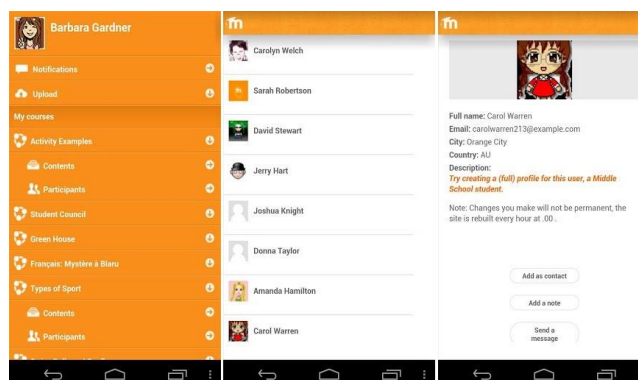 Barbara Gardner
Notifications
Upload
My courses
Activity Examples
Contents
Participants
Student Council
Green House
Français: Mystère à Blaru
Types of Sport
Contents
Participants
m
Carolyn Welch
Sarah Robertson
David Stewart
Jerry Hart
Joshua Knight
Donna Taylor
Amanda Hamilton
Carol Warren
m
Full name: Carol Warren
Email: carolwarren213@example.com
City: Orange City
Country: AU
Description:
Try creating a (full) profile for this user, a Middle
School student.
Note: Changes you make will not be permanent, the
site is rebuilt every hour at .00 .
Add as contact
Add a note
Send a
message